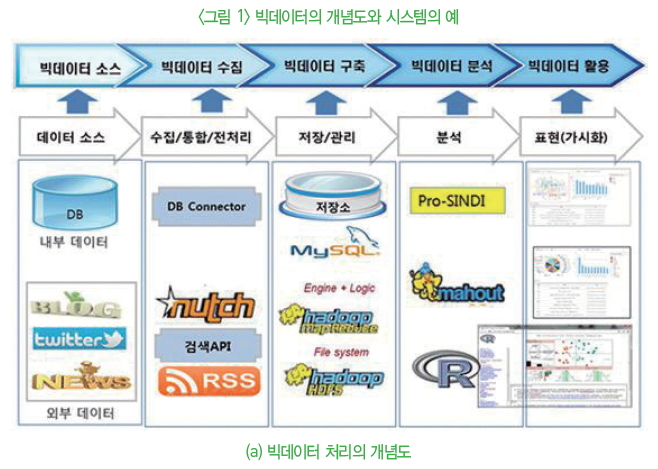 <그림 1> 빅데이터의 개념도와 시스템의 예
빅데이터 소스
빅데이터 수집
빅데이터 구축
빅데이터 분석
빅데이터 활용
데이터 소스
수집/통합/전처리
저장/관리
분석
표현(가시화)
DB
내부 데이터
BLOG
twitter
NEWS
외부 데이터
DB Connector
nutch
검색API
RSS
저장소
MySQL
Engine + Logic
hadoop
MapReduce
File system
hadoop
HDFS
Pro-SINDI
mahout
R
(a) 빅데이터 처리의 개념도